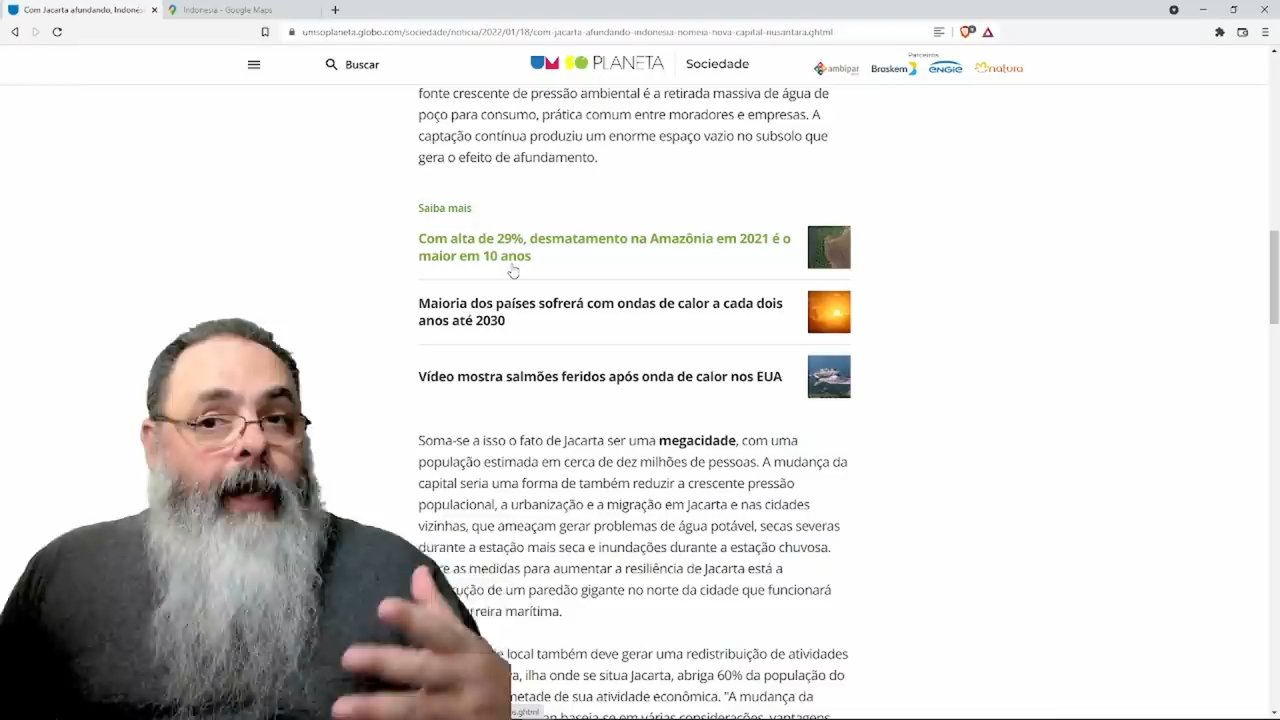 Com Jacarta afundando, Indonés
Indonesia - Google Maps
umsoplaneta.globo.com/sociedade/noticia/2022/01/18/com-jacarta-afundando-indonesia-nomeia-nova-capital-nusantara.ghtml
Buscar
UM SO PLANETA
Sociedade
Parceiros
ambipar
Braskem
ENGIE
natura
fonte crescente de pressão ambiental é a retirada massiva de água de
poço para consumo, prática comum entre moradores e empresas. A
captação contínua produziu um enorme espaço vazio no subsolo que
gera o efeito de afundamento.
Saiba mais
Com alta de 29%, desmatamento na Amazônia em 2021 é o
maior em 10 anos
Maioria dos países sofrerá com ondas de calor a cada dois
anos até 2030
Vídeo mostra salmões feridos após onda de calor nos EUA
Soma-se a isso o fato de Jacarta ser uma megacidade, com uma
população estimada em cerca de dez milhões de pessoas. A mudança da
capital seria uma forma de também reduzir a crescente pressão
populacional, a urbanização e a migração em Jacarta e nas cidades
vizinhas, que ameaçam gerar problemas de água potável, secas severas
durante a estação mais seca e inundações durante a estação chuvosa.
as medidas para aumentar a resiliência de Jacarta está a
de um paredão gigante no norte da cidade que funcionará
marítima.
local também deve gerar uma redistribuição de atividades
ilha onde se situa Jacarta, abriga 60% da população do
metade de sua atividade econômica. "A mudança da
baseia-se em várias considerações, vantagens